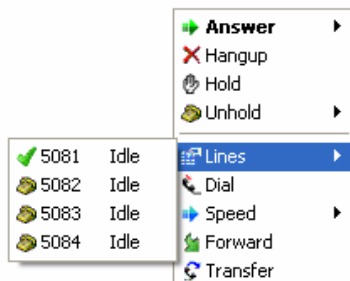 Answer
Hangup
Hold
Unhold
Lines
5081 Idle
5082 Idle
5083 Idle
5084 Idle
Dial
Speed
Forward
Transfer